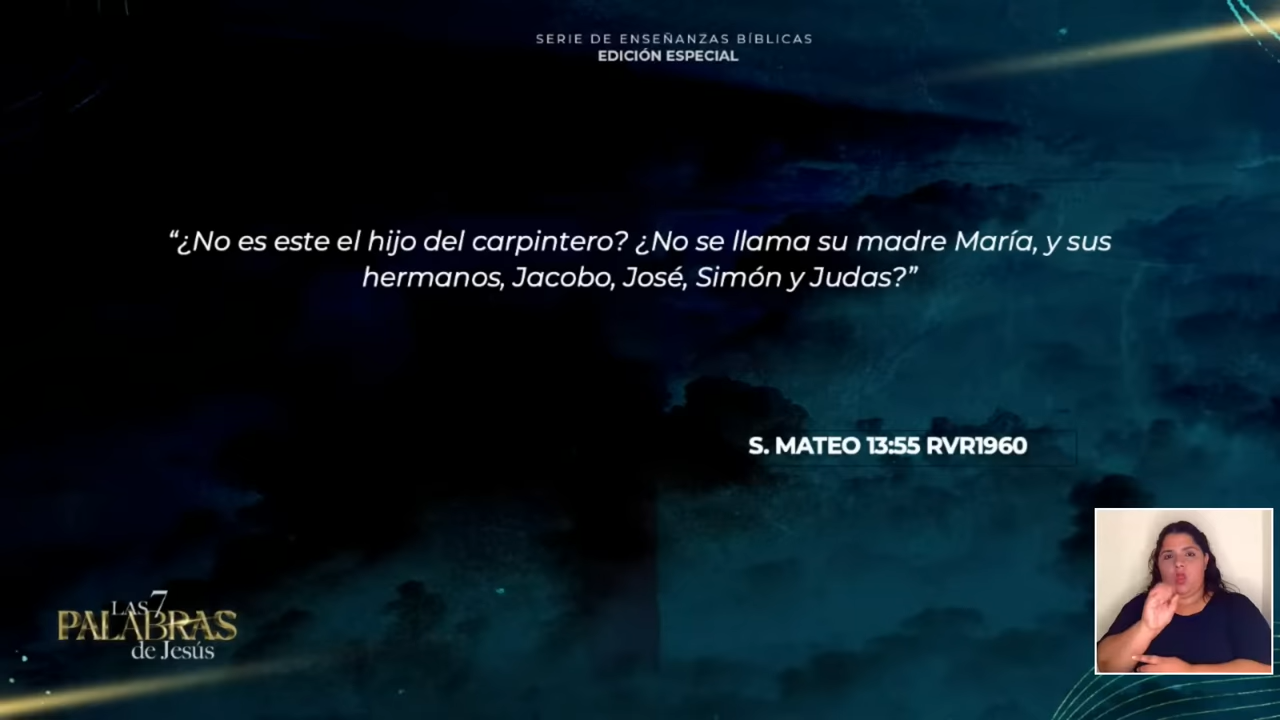 SERIE DE ENSEÑANZAS BÍBLICAS
EDICIÓN ESPECIAL
“¿No es este el hijo del carpintero? ¿No se llama su madre María, y sus
hermanos, Jacobo, José, Simón y Judas?”
S. MATEO 13:55 RVR1960
LAS 7
PALABRAS
de Jesús